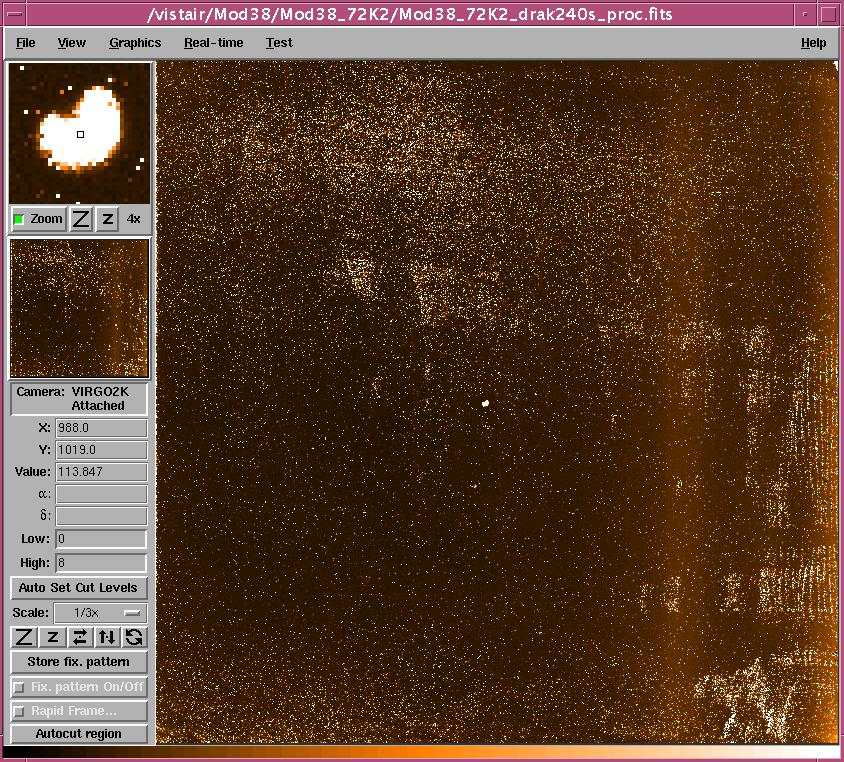 /vistair/Mod38/Mod38_72K2/Mod38_72K2_drak240s_proc.fits
File View Graphics Real-time Test Help
Zoom Z z 4x
Camera: VIRGO2K
Attached
X: 988.0
Y: 1019.0
Value: 113.847
α:
δ:
Low: 0
High: 8
Auto Set Cut Levels
Scale: 1/3x
Z z
Store fix. pattern
Fix. pattern On/Off
Rapid Frame...
Autocut region